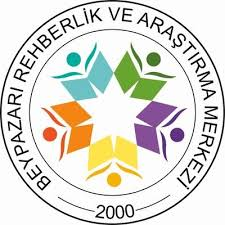 BEYPAZARI REHBERLİK VE ARAŞTIRMA MERKEZİ
2000